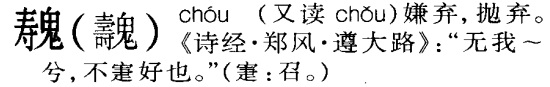 (魗) chóu (又读 chǒu)嫌弃,抛弃。
《诗经·郑风·遵大路》:“无我～
兮,不寁好也。”(寁:召。)